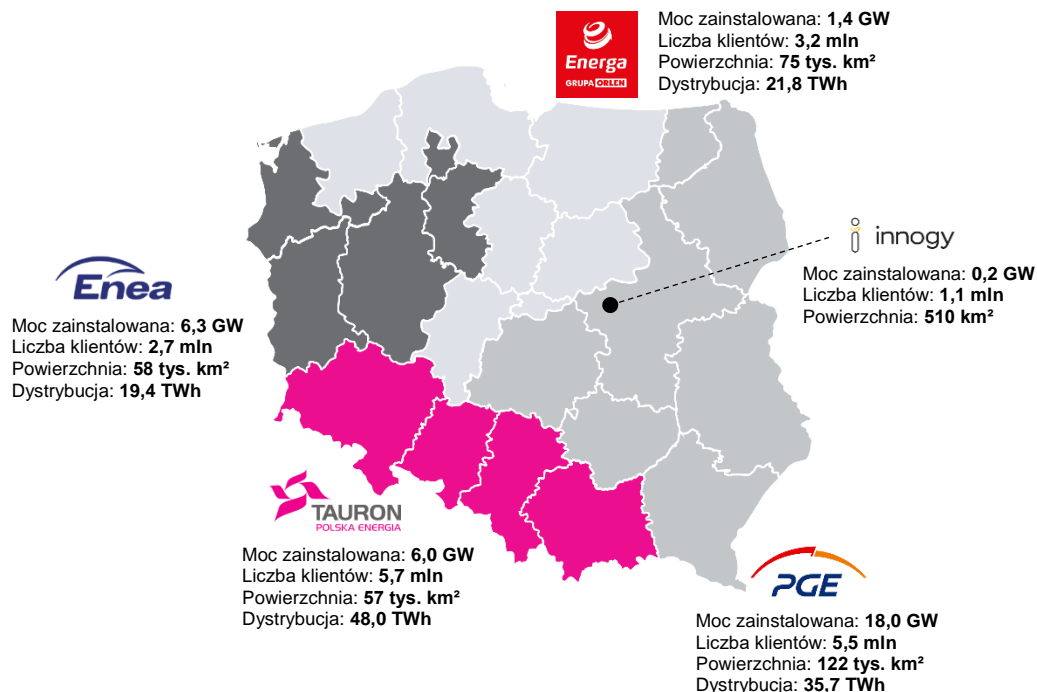 Energa
GRUPA ORLEN
Moc zainstalowana: 1,4 GW
Liczba klientów: 3,2 mln
Powierzchnia: 75 tys. km²
Dystrybucja: 21,8 TWh
innogy
Moc zainstalowana: 0,2 GW
Liczba klientów: 1,1 mln
Powierzchnia: 510 km²
Enea
Moc zainstalowana: 6,3 GW
Liczba klientów: 2,7 mln
Powierzchnia: 58 tys. km²
Dystrybucja: 19,4 TWh
TAURON
POLSKA ENERGIA
Moc zainstalowana: 6,0 GW
Liczba klientów: 5,7 mln
Powierzchnia: 57 tys. km²
Dystrybucja: 48,0 TWh
PGE
Moc zainstalowana: 18,0 GW
Liczba klientów: 5,5 mln
Powierzchnia: 122 tys. km²
Dystrybucja: 35,7 TWh